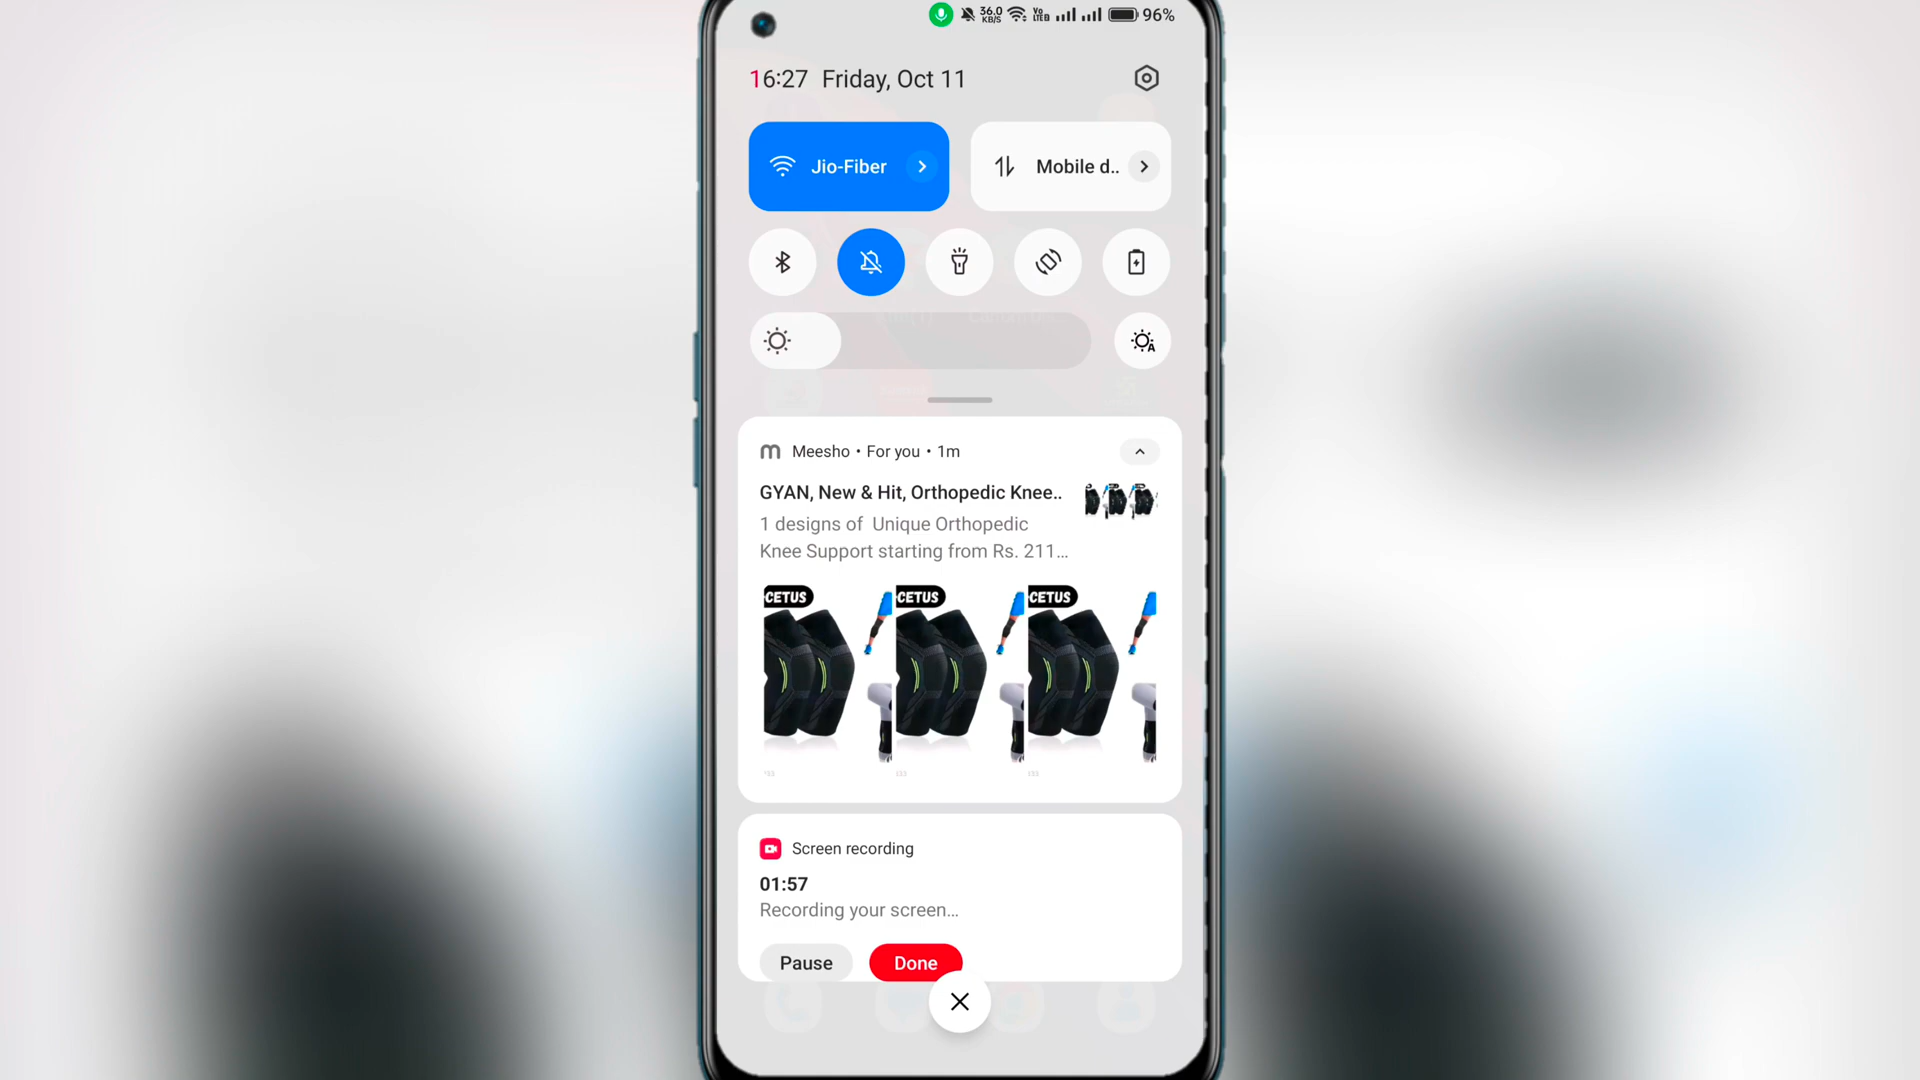 36.0
KB/S
Vo
LTE
96%
16:27 Friday, Oct 11
Jio-Fiber
Mobile d..
Meesho • For you • 1m
GYAN, New & Hit, Orthopedic Knee..
1 designs of Unique Orthopedic
Knee Support starting from Rs. 211...
CETUS CETUS CETUS
Screen recording
01:57
Recording your screen...
Pause Done